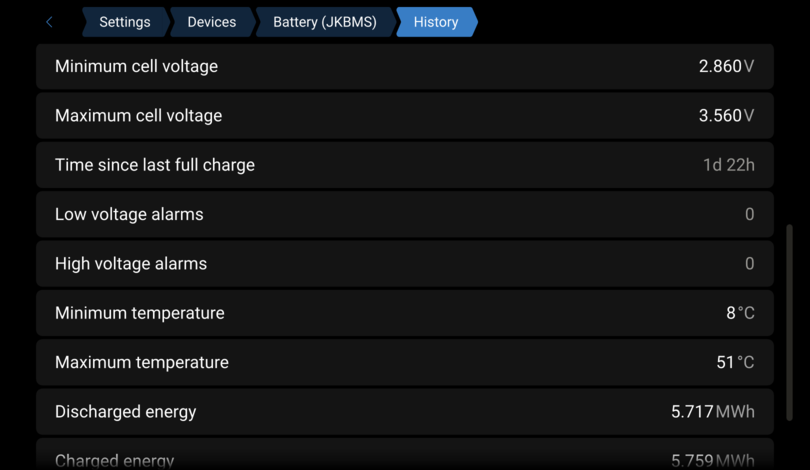 Settings Devices Battery (JKBMS) History
Minimum cell voltage 2.860V
Maximum cell voltage 3.560V
Time since last full charge 1d 22h
Low voltage alarms 0
High voltage alarms 0
Minimum temperature 8°C
Maximum temperature 51°C
Discharged energy 5.717MWh
Charged energy 5.759MWh